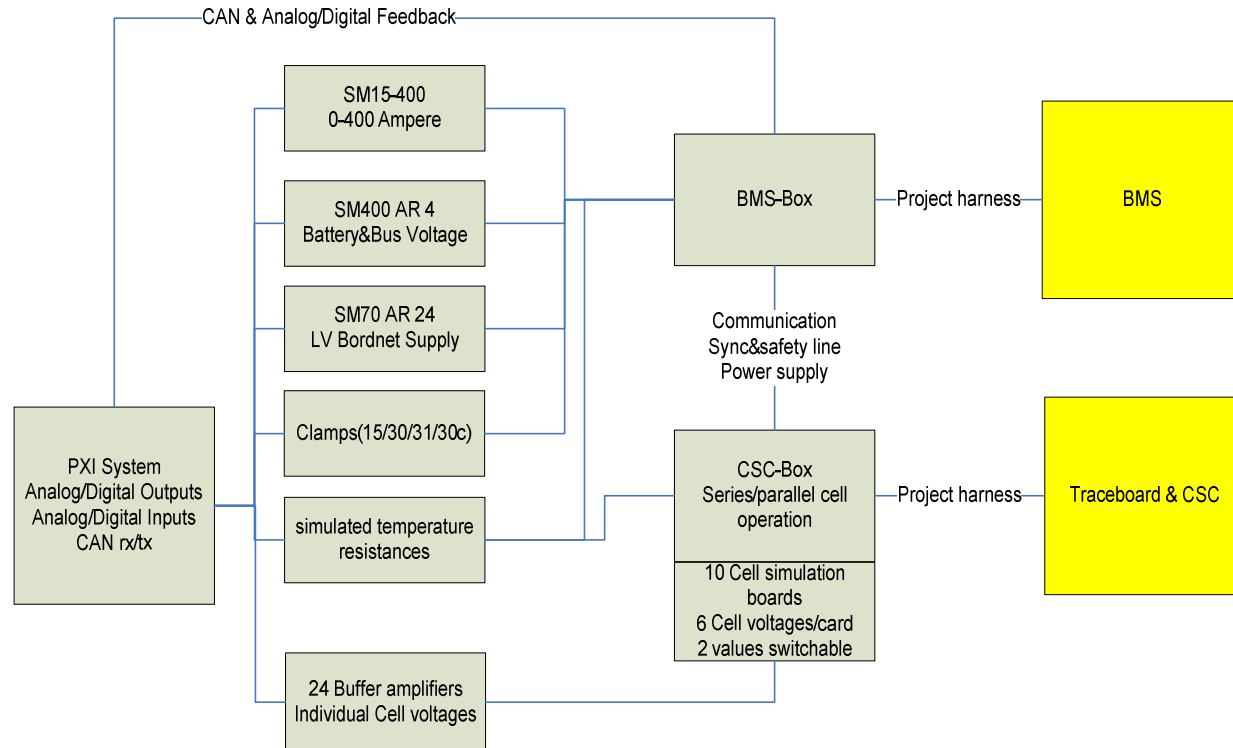 CAN & Analog/Digital Feedback
SM15-400
0-400 Ampere
SM400 AR 4
Battery&Bus Voltage
SM70 AR 24
LV Bordnet Supply
Clamps(15/30/31/30c)
simulated temperature
resistances
24 Buffer amplifiers
Individual Cell voltages
PXI System
Analog/Digital Outputs
Analog/Digital Inputs
CAN rx/tx
BMS-Box
Project harness
BMS
Communication
Sync&safety line
Power supply
CSC-Box
Series/parallel cell
operation
10 Cell simulation
boards
6 Cell voltages/card
2 values switchable
Project harness
Traceboard & CSC